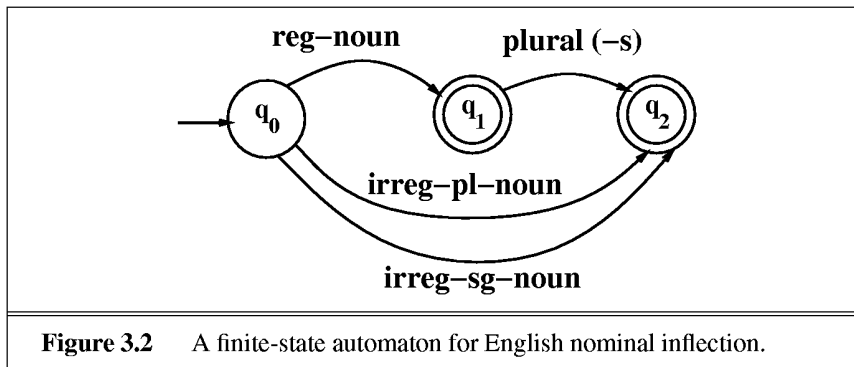 reg−noun
plural (−s)
q0
q1
q2
irreg−pl−noun
irreg−sg−noun
Figure 3.2 A finite-state automaton for English nominal inflection.